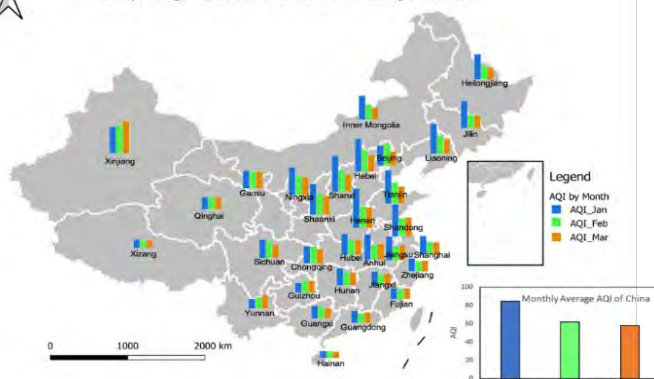 Heilongjiang
Inner Mongolia
Jilin
Beijing
Liaoning
Xinjiang
Hebei
Gansu
Tianjin
Ningxia
Shanxi
Qinghai
Shaanxi
Henan
Shandong
Xizang
Sichuan
Chongqing
Hubei
Anhui
Jiangsu
Shanghai
Zhejiang
Guizhou
Hunan
Jiangxi
Yunnan
Fujian
Guangxi
Guangdong
Hainan
0 1000 2000 km
Legend
AQI by Month
AQI_Jan
AQI_Feb
AQI_Mar
Monthly Average AQI of China
AQI
100
80
60
40
20
0